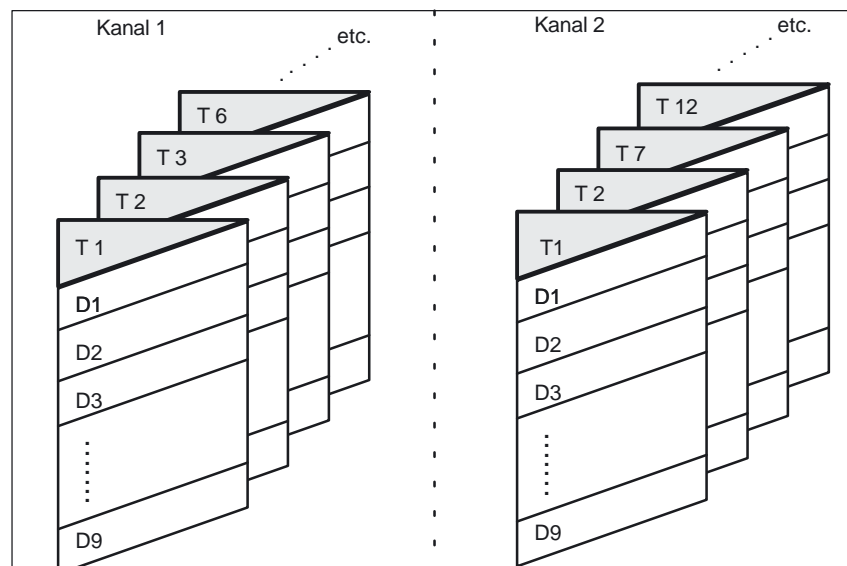 Kanal 1
etc.
T 6
T 3
T 2
T 1
D1
D2
D3
D9
Kanal 2
etc.
T 12
T 7
T 2
T1
D1
D2
D3
D9